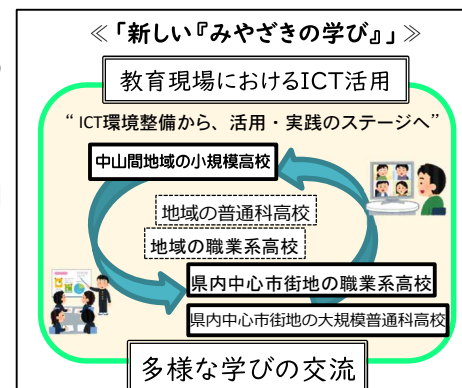 ≪「新しい『みやざきの学び』」≫
教育現場におけるICT活用
“ ICT環境整備から、活用・実践のステージへ”
中山間地域の小規模高校
地域の普通科高校
地域の職業系高校
県内中心市街地の職業系高校
県内中心市街地の大規模普通科高校
多様な学びの交流